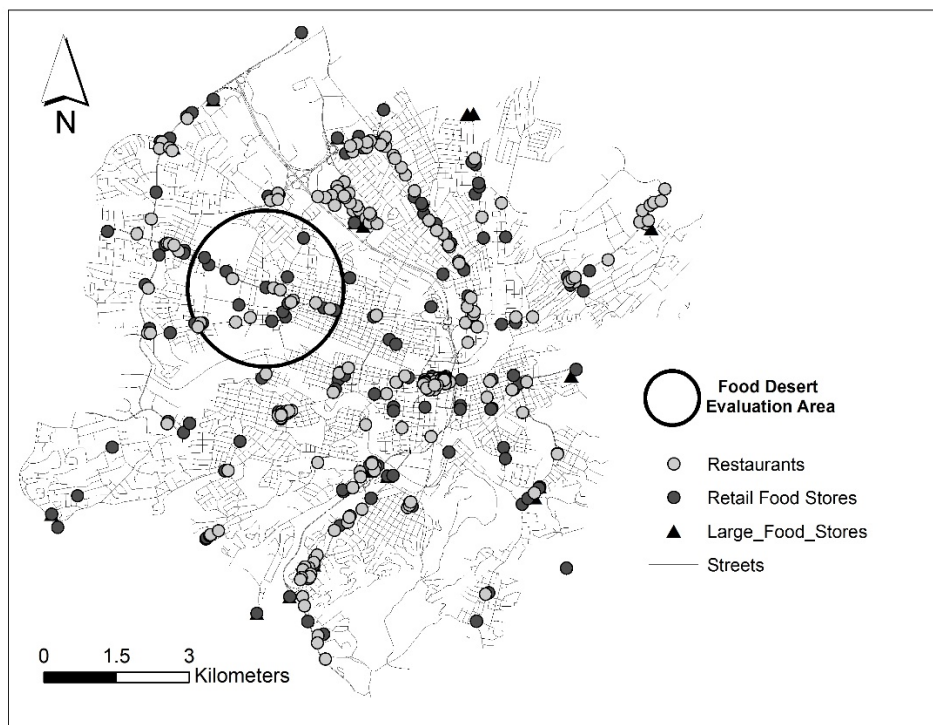 N
Food Desert
Evaluation Area
Restaurants
Retail Food Stores
Large_Food_Stores
Streets
0 1.5 3
Kilometers